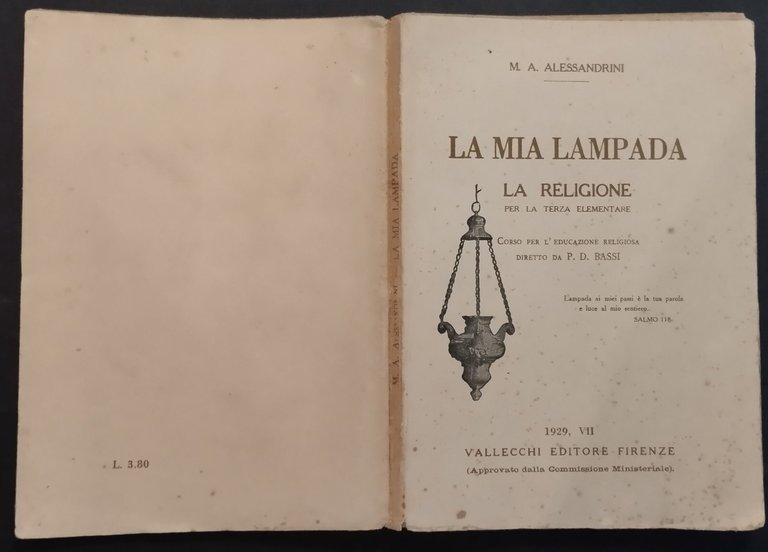 L. 3.80
M. A. ALESSANDRINI - LA MIA LAMPADA
M. A. ALESSANDRINI
LA MIA LAMPADA
LA RELIGIONE
PER LA TERZA ELEMENTARE
CORSO PER L'EDUCAZIONE RELIGIOSA
DIRETTO DA P. D. BASSI
Lampada ai miei passi è la tua parola
e luce al mio sentiero.
SALMO 118.
1929, VII
VALLECCHI EDITORE FIRENZE
(Approvato dalla Commissione Ministeriale).